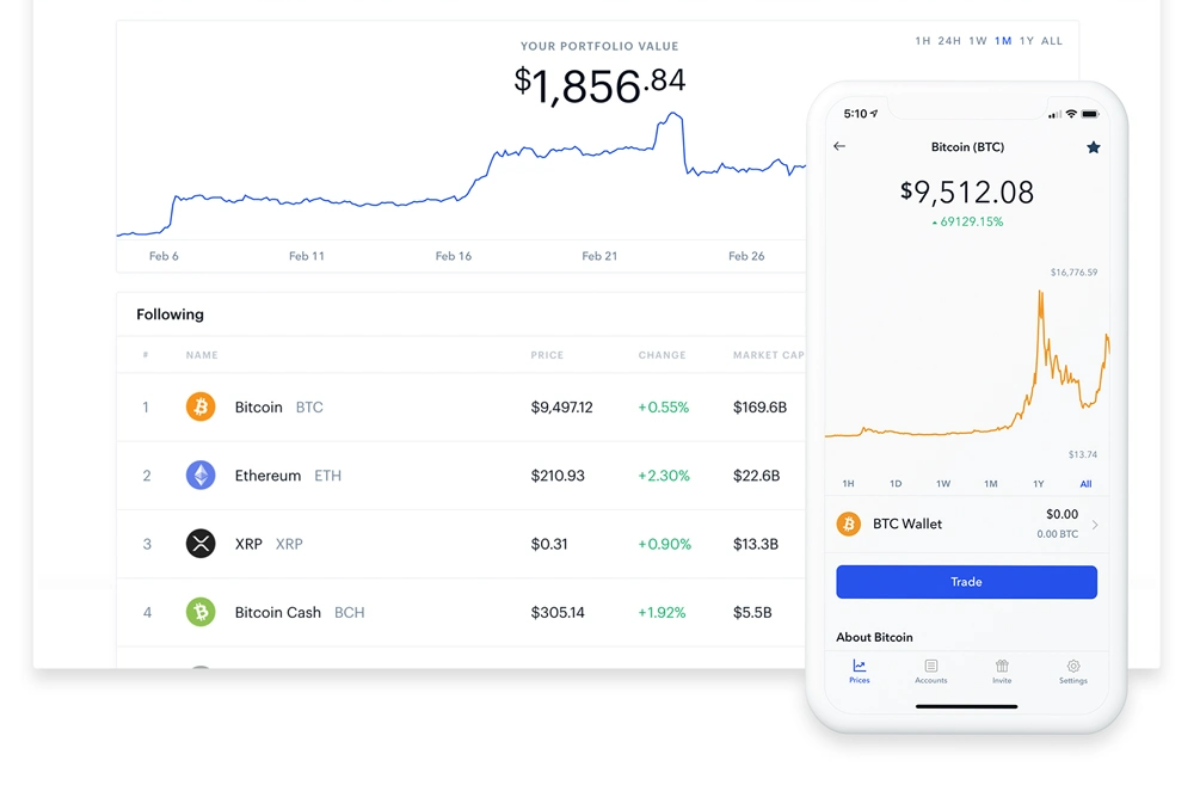 YOUR PORTFOLIO VALUE
1H 24H 1W 1M 1Y ALL
$1,856.84
Feb 6 Feb 11 Feb 16 Feb 21 Feb 26
Following
# NAME PRICE CHANGE MARKET CAP
1 Bitcoin BTC $9,497.12 +0.55% $169.6B
2 Ethereum ETH $210.93 +2.30% $22.6B
3 XRP XRP $0.31 +0.90% $13.3B
4 Bitcoin Cash BCH $305.14 +1.92% $5.5B
5:10
Bitcoin (BTC)
$9,512.08
69129.15%
$16,776.59
$13.74
1H 1D 1W 1M 1Y All
BTC Wallet $0.00
0.00 BTC
Trade
About Bitcoin
Prices Accounts Invite Settings